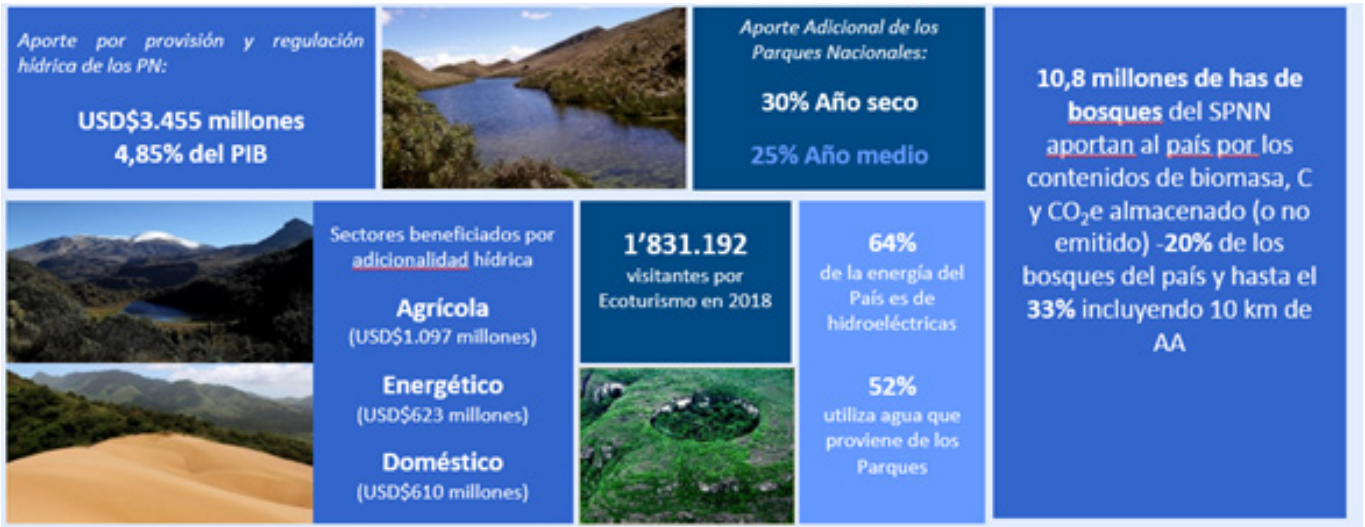 Aporte por provisión y regulación
hídrica de los PN:
USD$3.455 millones
4,85% del PIB
Aporte Adicional de los
Parques Nacionales:
30% Año seco
25% Año medio
10,8 millones de has de
bosques del SPNN
aportan al país por los
contenidos de biomasa, C
y CO₂e almacenado (o no
emitido) -20% de los
bosques del país y hasta el
33% incluyendo 10 km de
AA
Sectores beneficiados por
adicionalidad hídrica
Agrícola
(USD$1.097 millones)
Energético
(USD$623 millones)
Doméstico
(USD$610 millones)
1’831.192
visitantes por
Ecoturismo en 2018
64%
de la energía del
País es de
hidroeléctricas
52%
utiliza agua que
proviene de los
Parques